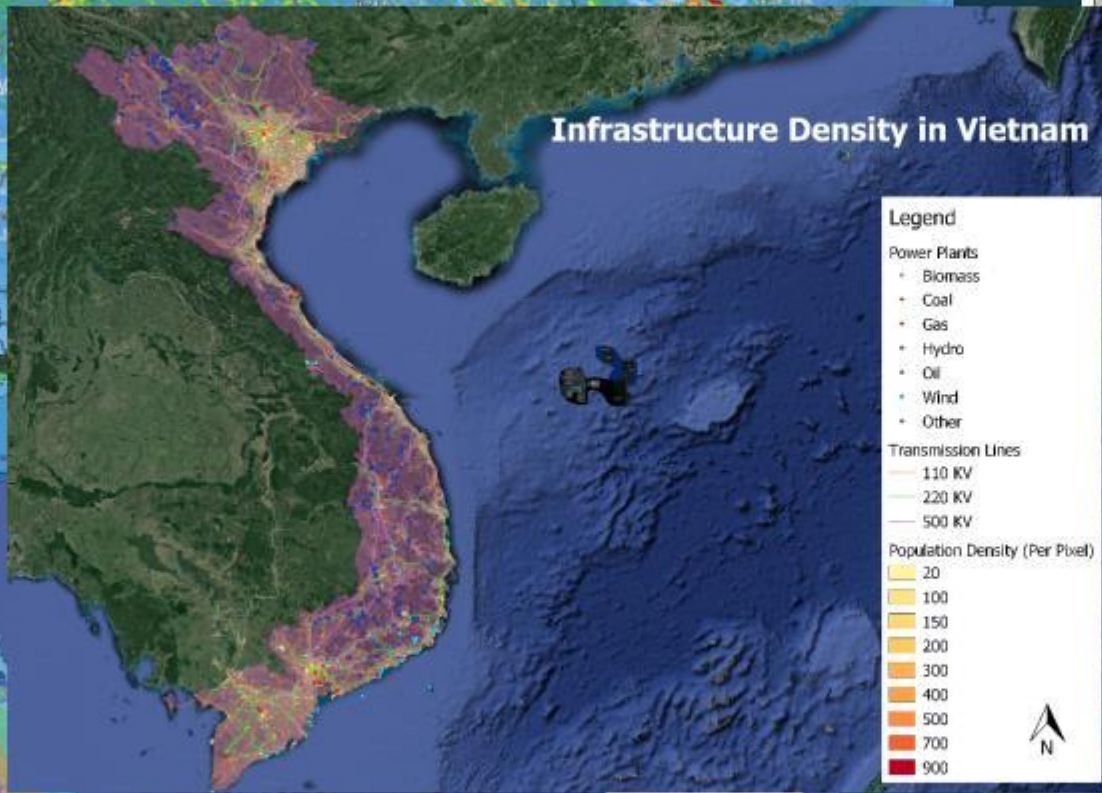 Infrastructure Density in Vietnam
Legend
Power Plants
Biomass
Coal
Gas
Hydro
Oil
Wind
Other
Transmission Lines
110 KV
220 KV
500 KV
Population Density (Per Pixel)
20
100
150
200
300
400
500
700
900
N